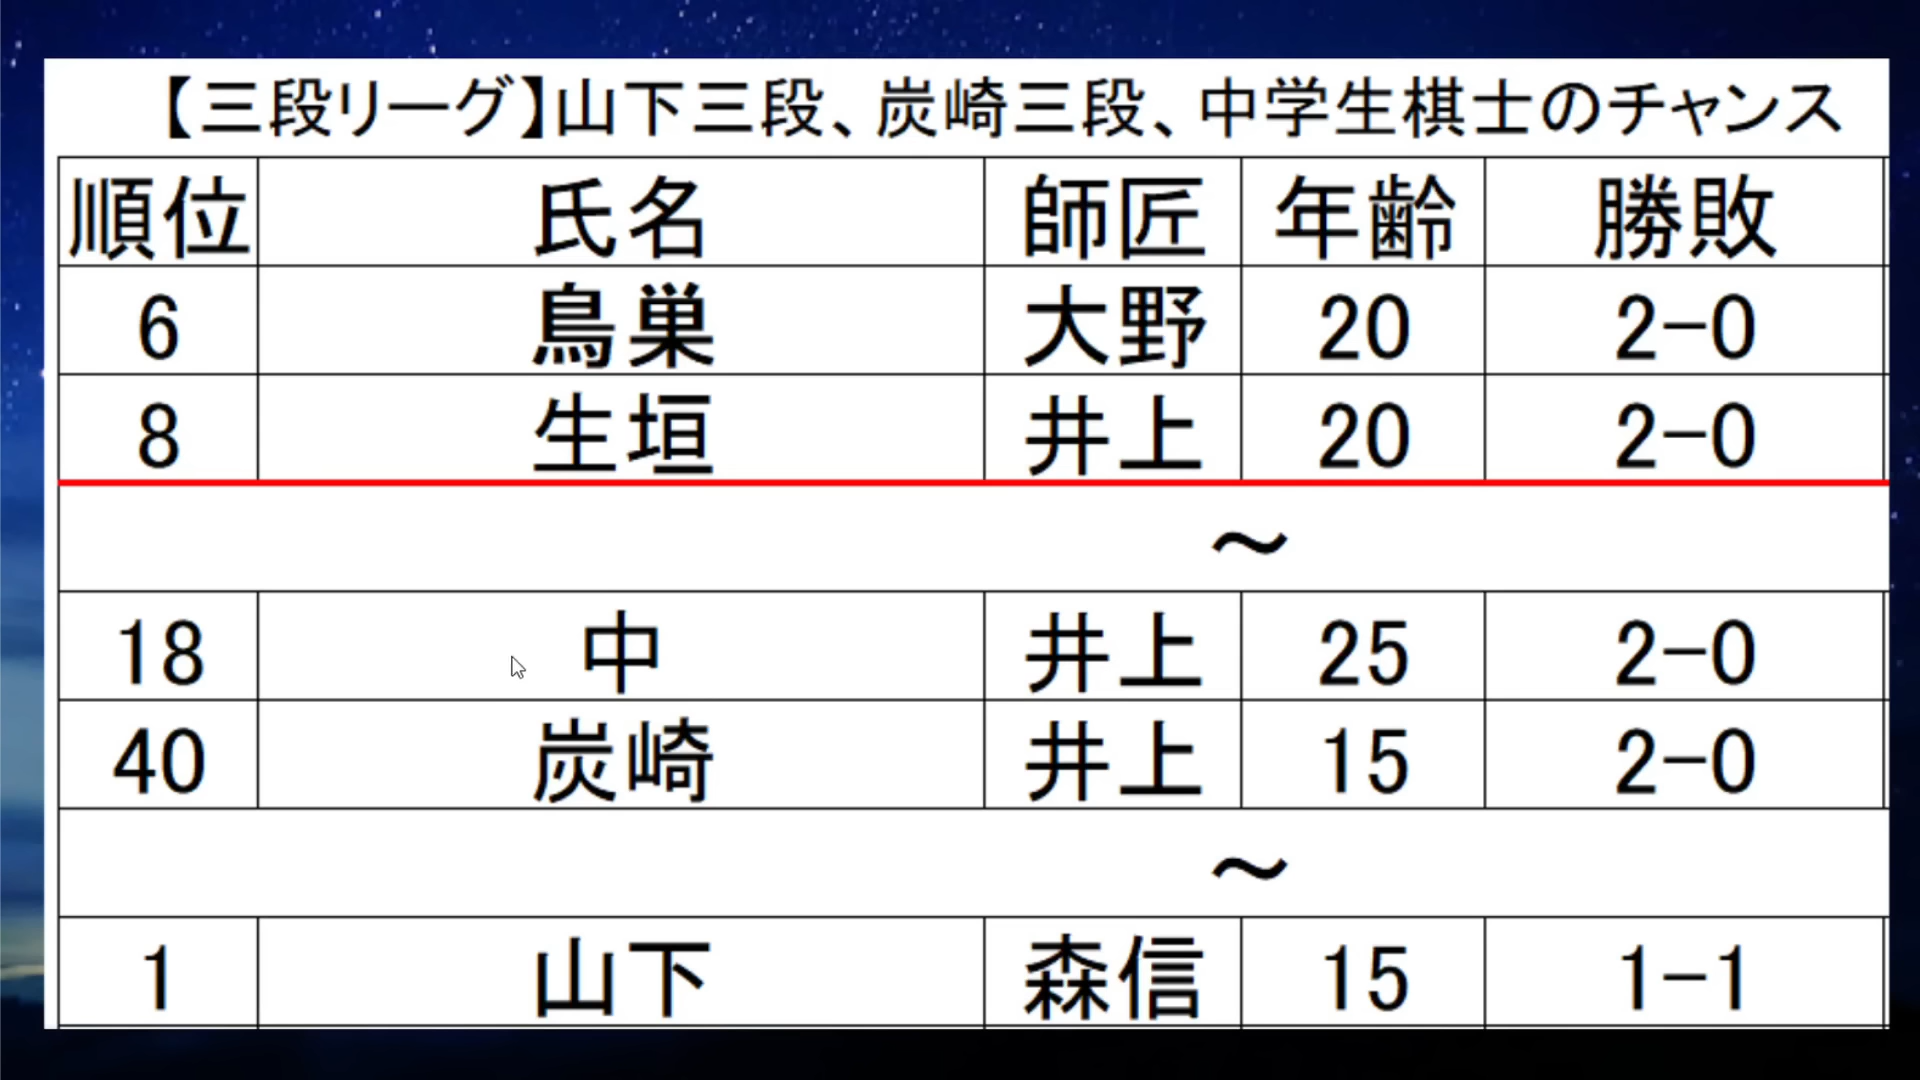 【三段リーグ】山下三段、炭崎三段、中学生棋士のチャンス
順位 氏名 師匠 年齢 勝敗
6 鳥巣 大野 20 2-0
8 生垣 井上 20 2-0
～
18 中 井上 25 2-0
40 炭崎 井上 15 2-0
～
1 山下 森信 15 1-1